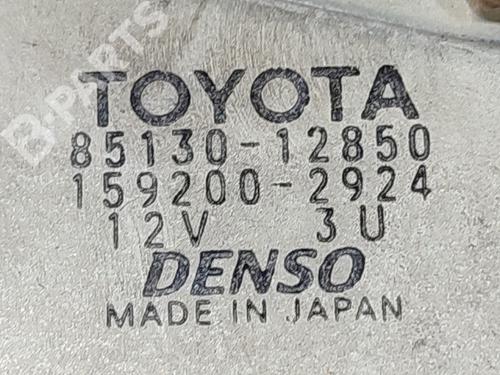 B-PARTS
TOYOTA
85130-12850
159200-2924
12V 3U
DENSO
MADE IN JAPAN